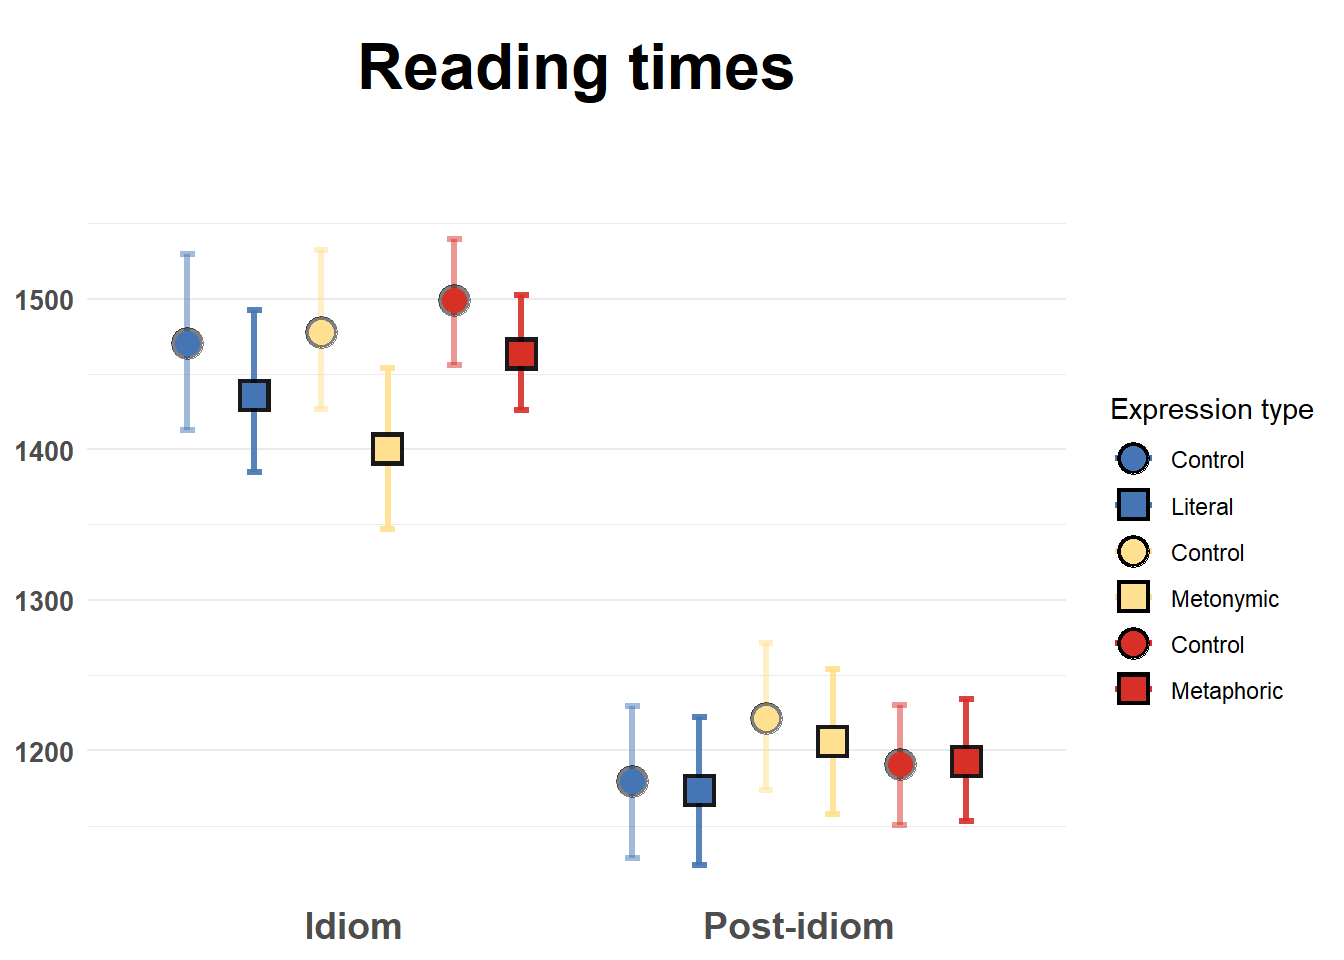 Reading times
1500
1400
1300
1200
Idiom
Post-idiom
Expression type
Control
Literal
Control
Metonymic
Control
Metaphoric